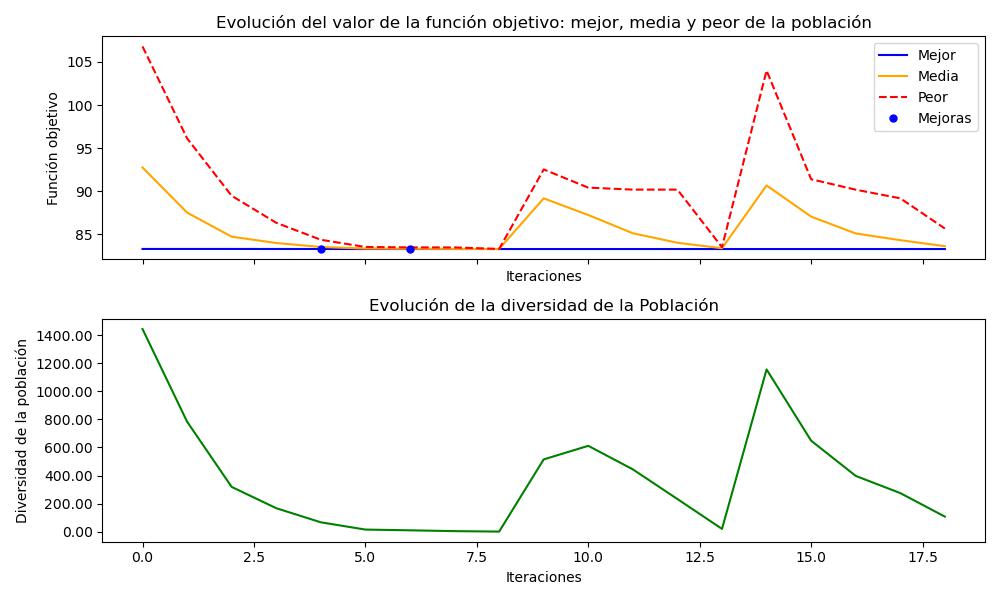 Evolución del valor de la función objetivo: mejor, media y peor de la población
105
100
95
90
85
Función objetivo
Mejor
Media
Peor
Mejoras
Iteraciones
Evolución de la diversidad de la Población
1400.00
1200.00
1000.00
800.00
600.00
400.00
200.00
0.00
Diversidad de la población
0.0 2.5 5.0 7.5 10.0 12.5 15.0 17.5
Iteraciones